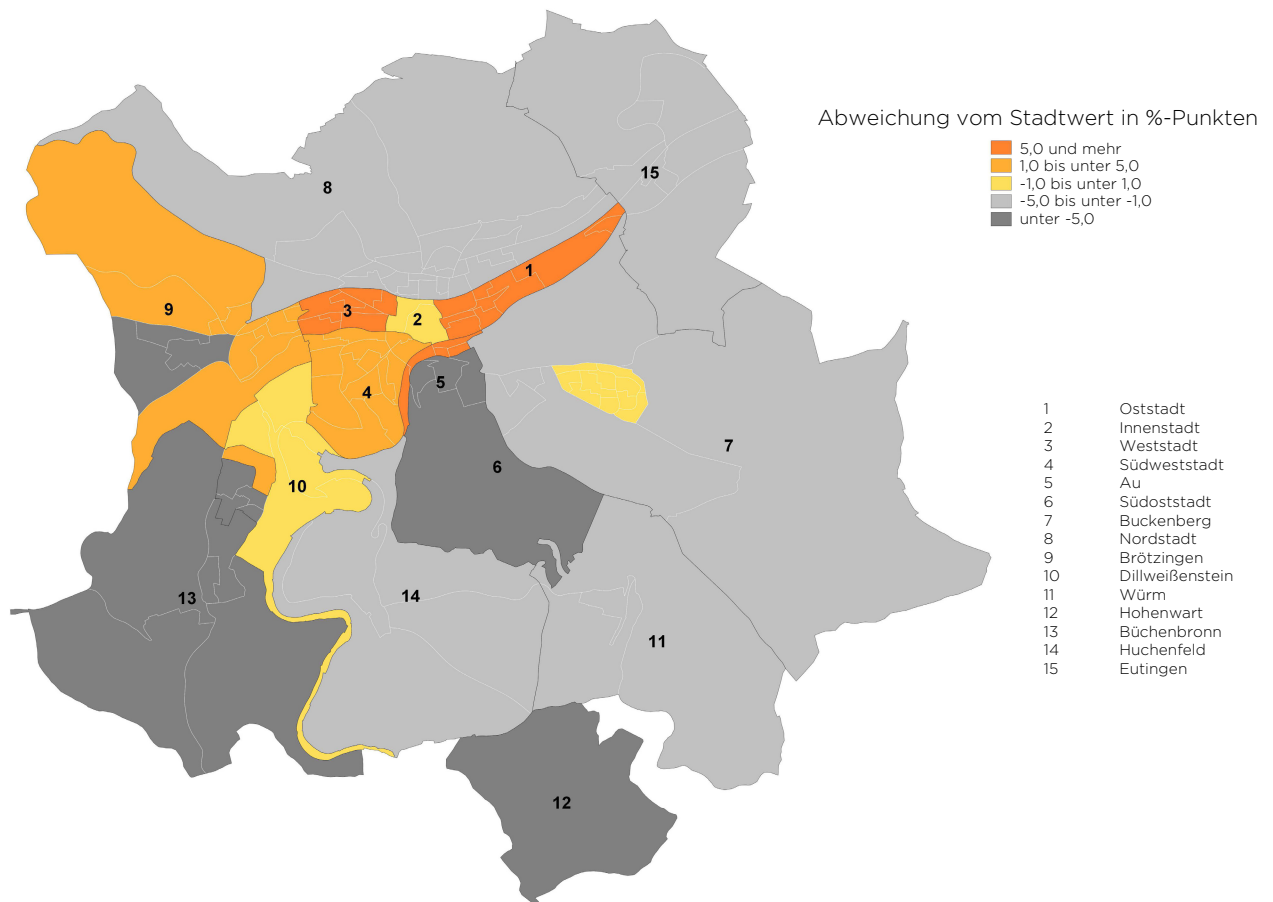 Abweichung vom Stadtwert in %-Punkten
5,0 und mehr
1,0 bis unter 5,0
-1,0 bis unter 1,0
-5,0 bis unter -1,0
unter -5,0
15
8
1
9
3
2
5
4
7
6
10
14
13
11
12
1 Oststadt
2 Innenstadt
3 Weststadt
4 Südweststadt
5 Au
6 Südoststadt
7 Buckenberg
8 Nordstadt
9 Brötzingen
10 Dillweißenstein
11 Würm
12 Hohenwart
13 Büchenbronn
14 Huchenfeld
15 Eutingen